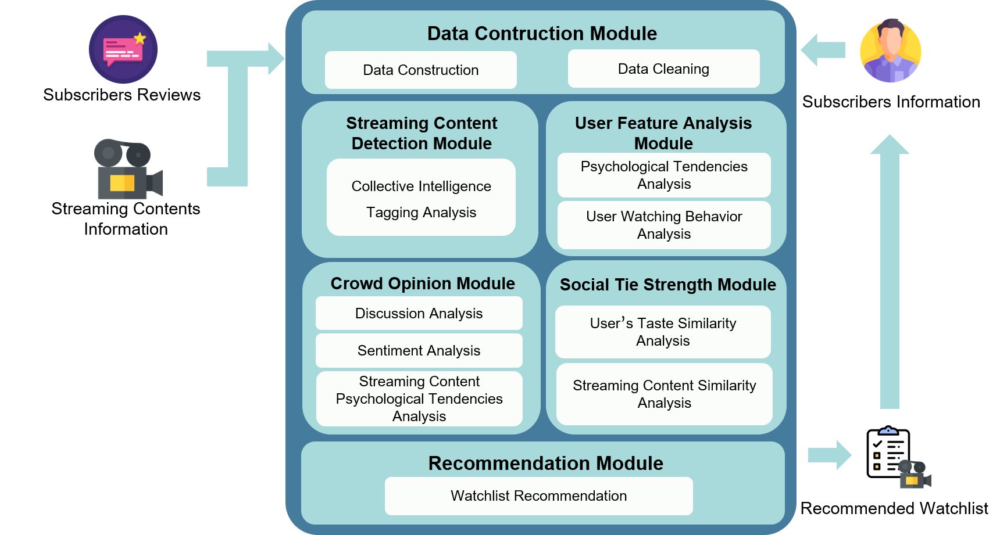 Data Contruction Module
Data Construction
Data Cleaning
Subscribers Reviews
Subscribers Information
Streaming Contents
Information
Streaming Content
Detection Module
Collective Intelligence
Tagging Analysis
User Feature Analysis
Module
Psychological Tendencies
Analysis
User Watching Behavior
Analysis
Crowd Opinion Module
Discussion Analysis
Sentiment Analysis
Streaming Content
Psychological Tendencies
Analysis
Social Tie Strength Module
User’s Taste Similarity
Analysis
Streaming Content Similarity
Analysis
Recommendation Module
Watchlist Recommendation
Recommended Watchlist